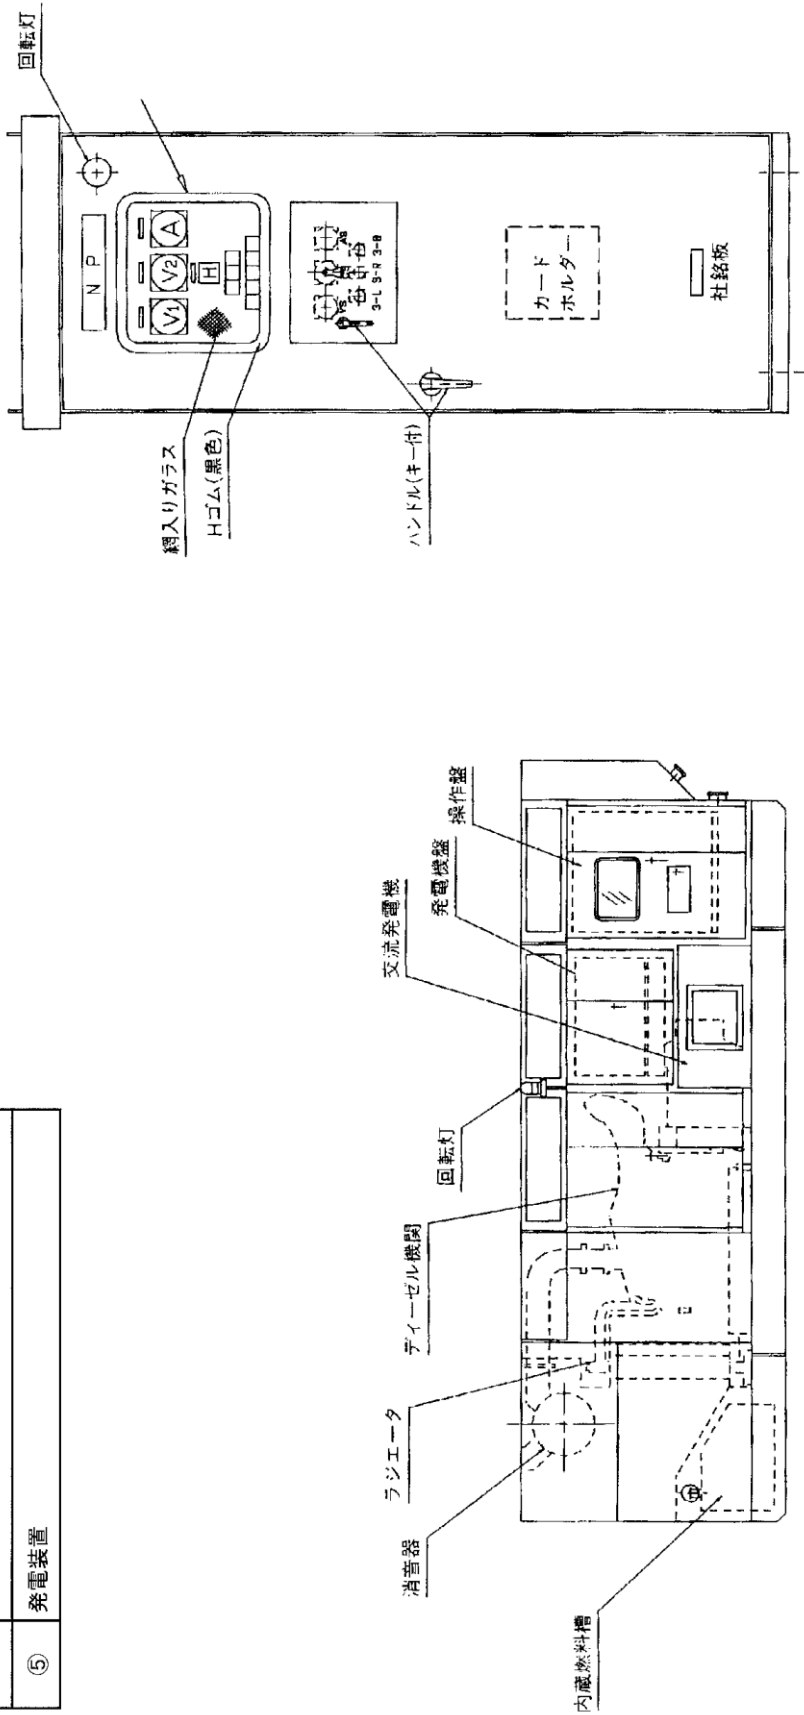 ⑤ 発電装置
回転灯
N P
V1 V2 A
H
網入りガラス
Hゴム(黒色)
3-L S-R 3-0
ハンドル(キー付)
カード
ホルダー
社銘板
操作盤
発電機盤
交流発電機
回転灯
ディーゼル機関
ラジエータ
消音器
内蔵燃料槽